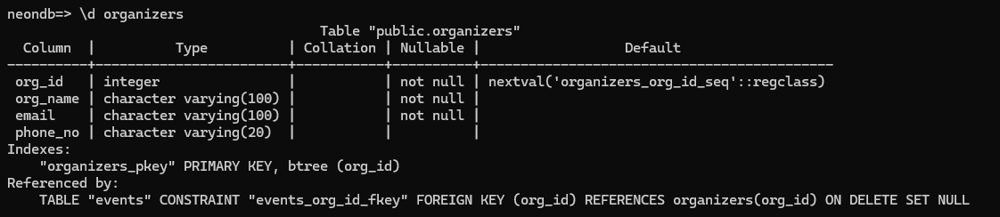 neondb=> \d organizers
                                       Table "public.organizers"
  Column  |          Type          | Collation | Nullable |                 Default
----------+------------------------+-----------+----------+------------------------------------------
 org_id   | integer                |           | not null | nextval('organizers_org_id_seq'::regclass)
 org_name | character varying(100) |           | not null |
 email    | character varying(100) |           | not null |
 phone_no | character varying(20)  |           |          |
Indexes:
    "organizers_pkey" PRIMARY KEY, btree (org_id)
Referenced by:
    TABLE "events" CONSTRAINT "events_org_id_fkey" FOREIGN KEY (org_id) REFERENCES organizers(org_id) ON DELETE SET NULL